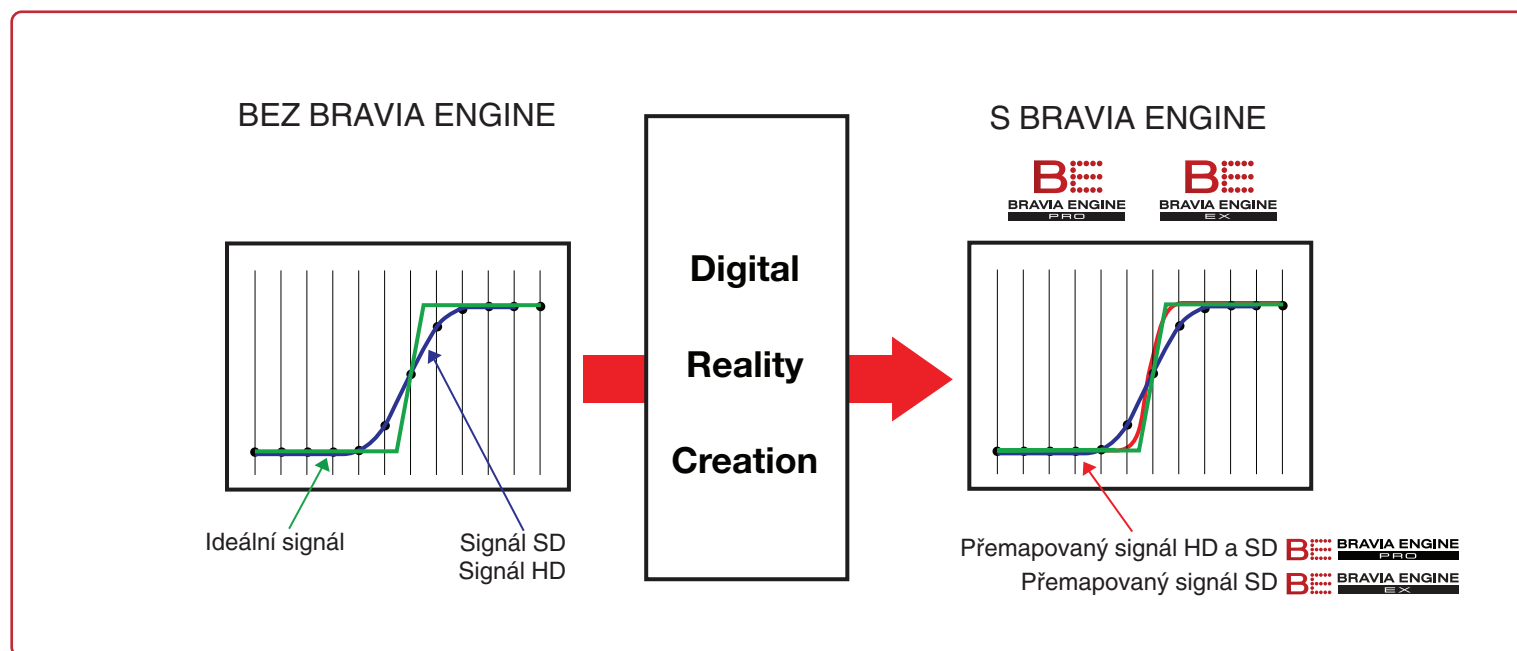 BEZ BRAVIA ENGINE
S BRAVIA ENGINE
BE
BRAVIA ENGINE
PRO
BE
BRAVIA ENGINE
EX
Digital
Reality
Creation
Ideální signál
Signál SD
Signál HD
Přemapovaný signál HD a SD BE BRAVIA ENGINE
PRO
Přemapovaný signál SD BE BRAVIA ENGINE
EX